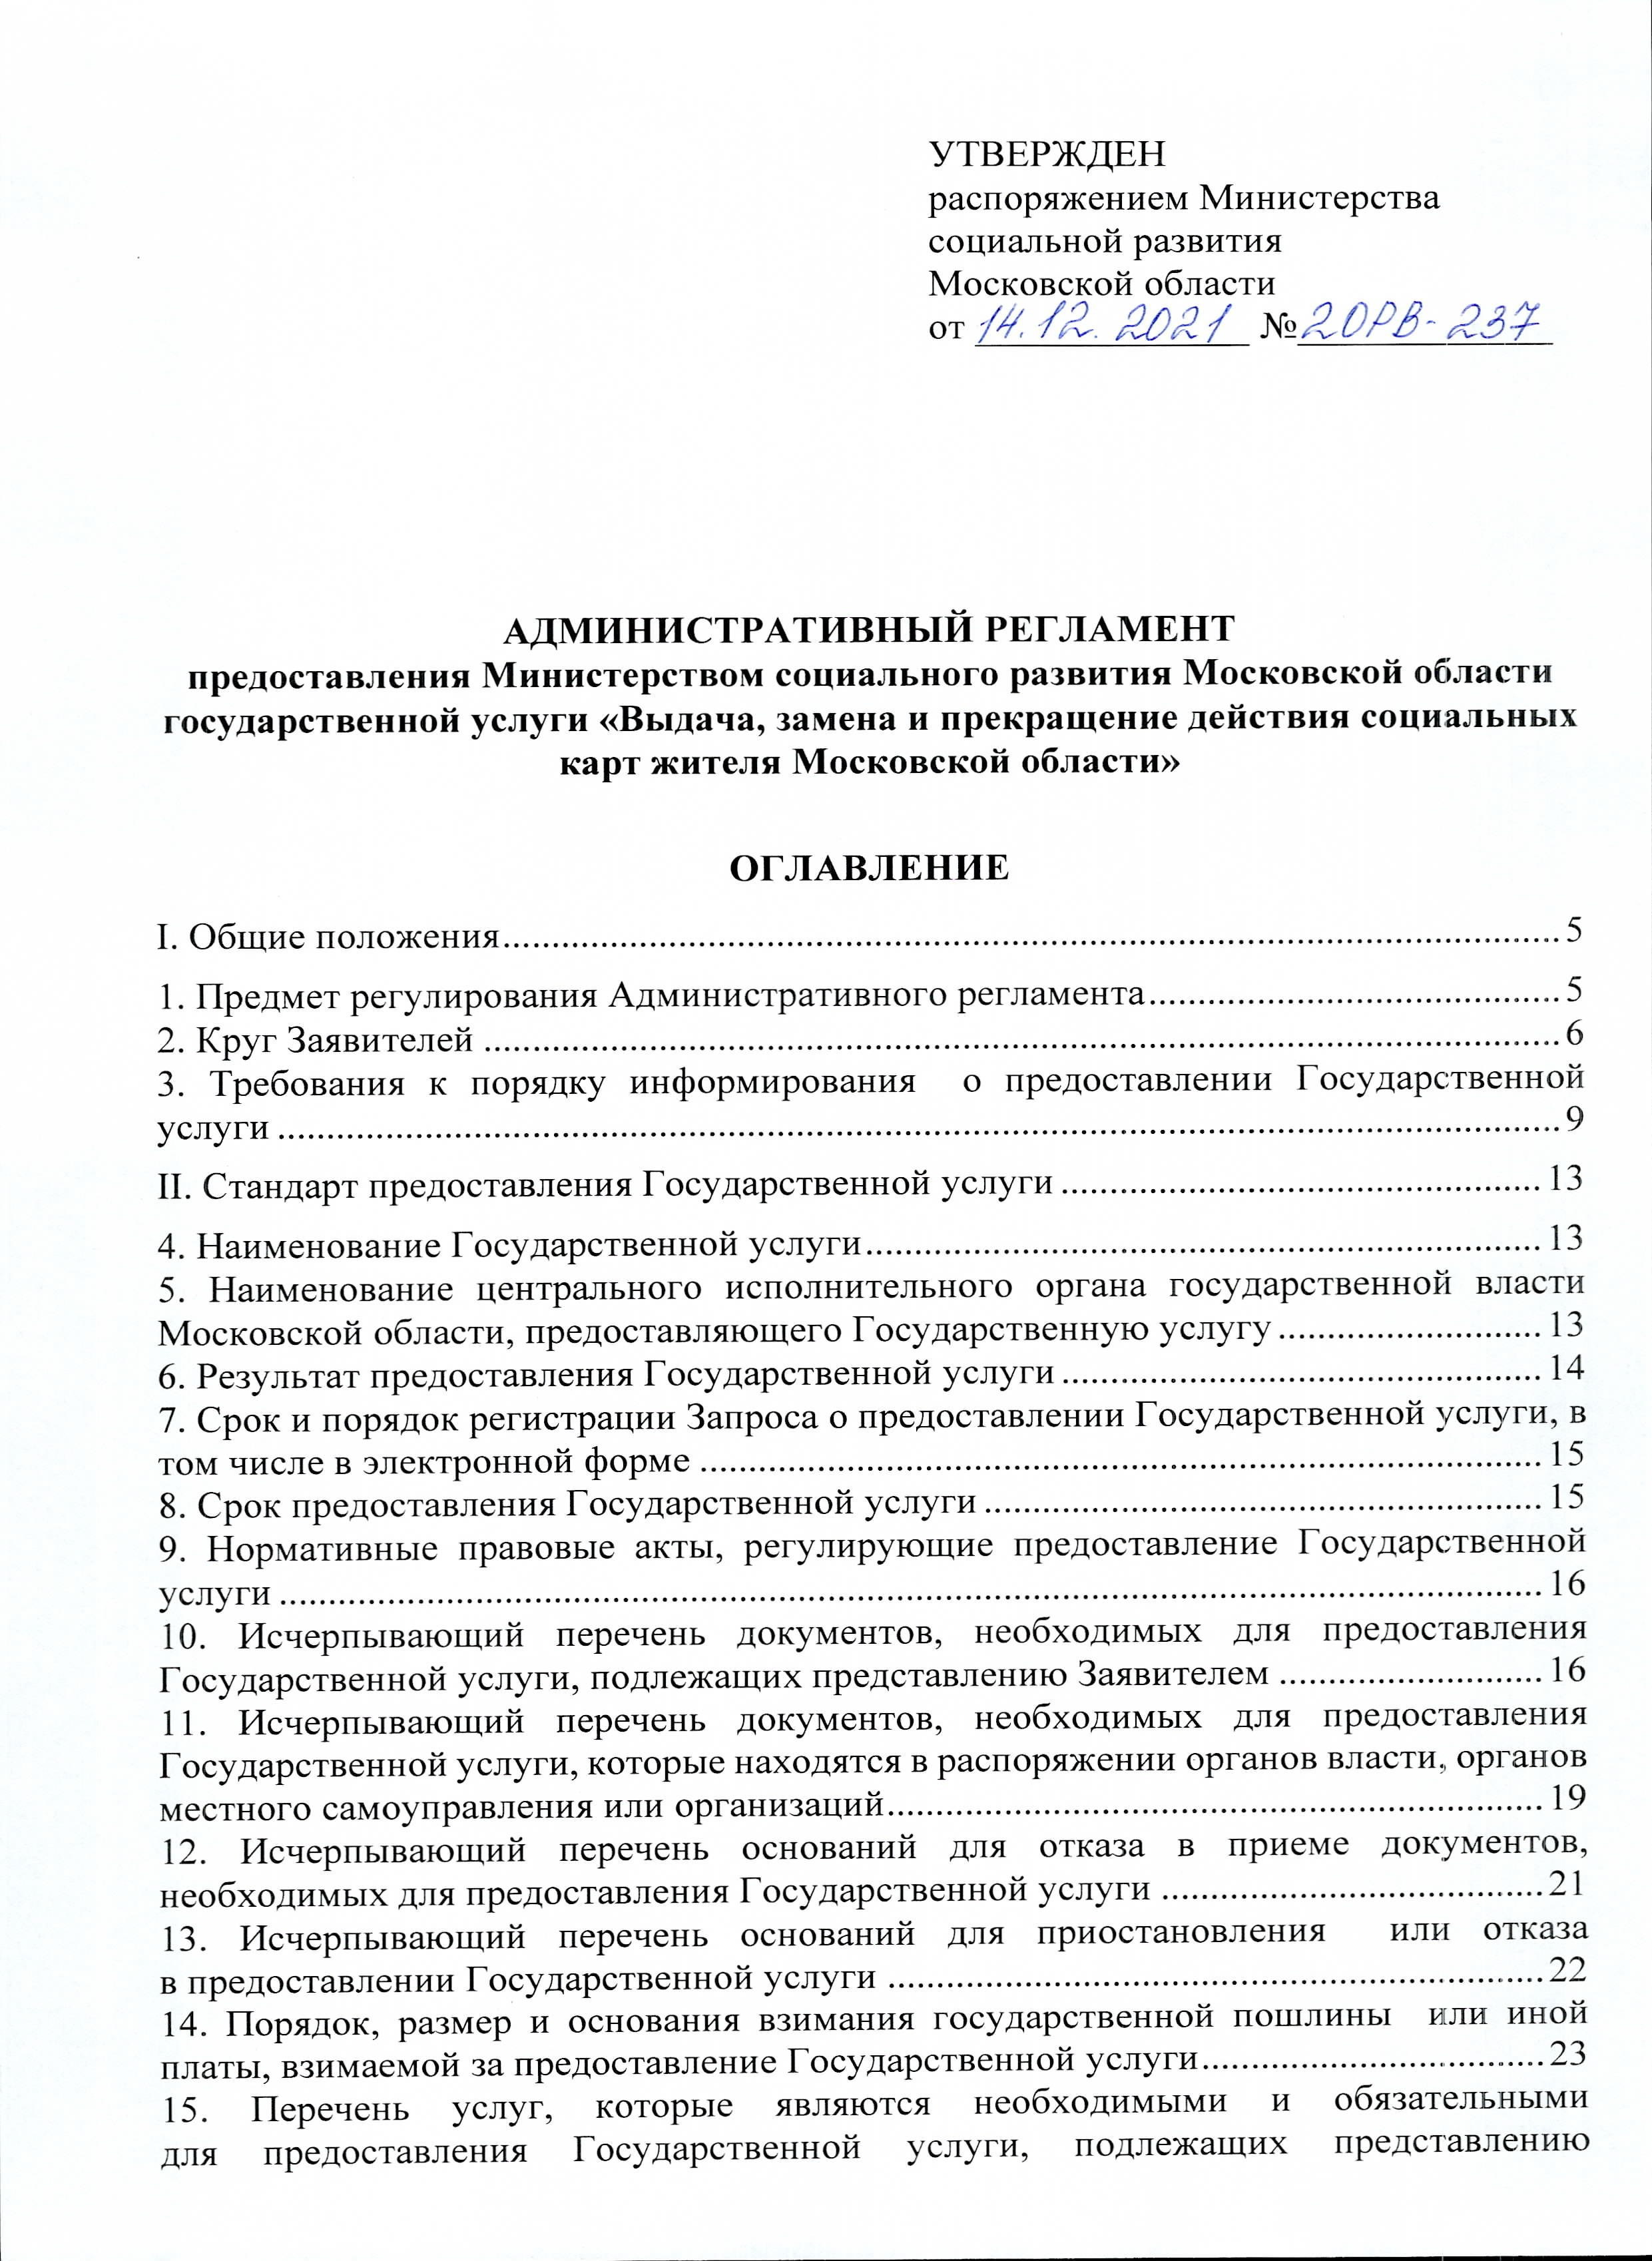 УТВЕРЖДЕН
распоряжением Министерства
социальной развития
Московской области
от 14.12.2021 № 20РВ-237
АДМИНИСТРАТИВНЫЙ РЕГЛАМЕНТ
предоставления Министерством социального развития Московской области
государственной услуги «Выдача, замена и прекращение действия социальных
карт жителя Московской области»
ОГЛАВЛЕНИЕ
I. Общие положения 5
1. Предмет регулирования Административного регламента 5
2. Круг Заявителей 6
3. Требования к порядку информирования о предоставлении Государственной
услуги 9
II. Стандарт предоставления Государственной услуги 13
4. Наименование Государственной услуги 13
5. Наименование центрального исполнительного органа государственной власти
Московской области, предоставляющего Государственную услугу 13
6. Результат предоставления Государственной услуги 14
7. Срок и порядок регистрации Запроса о предоставлении Государственной услуги, в
том числе в электронной форме 15
8. Срок предоставления Государственной услуги 15
9. Нормативные правовые акты, регулирующие предоставление Государственной
услуги 16
10. Исчерпывающий перечень документов, необходимых для предоставления
Государственной услуги, подлежащих представлению Заявителем 16
11. Исчерпывающий перечень документов, необходимых для предоставления
Государственной услуги, которые находятся в распоряжении органов власти, органов
местного самоуправления или организаций 19
12. Исчерпывающий перечень оснований для отказа в приеме документов,
необходимых для предоставления Государственной услуги 21
13. Исчерпывающий перечень оснований для приостановления или отказа
в предоставлении Государственной услуги 22
14. Порядок, размер и основания взимания государственной пошлины или иной
платы, взимаемой за предоставление Государственной услуги 23
15. Перечень услуг, которые являются необходимыми и обязательными
для предоставления Государственной услуги, подлежащих представлению